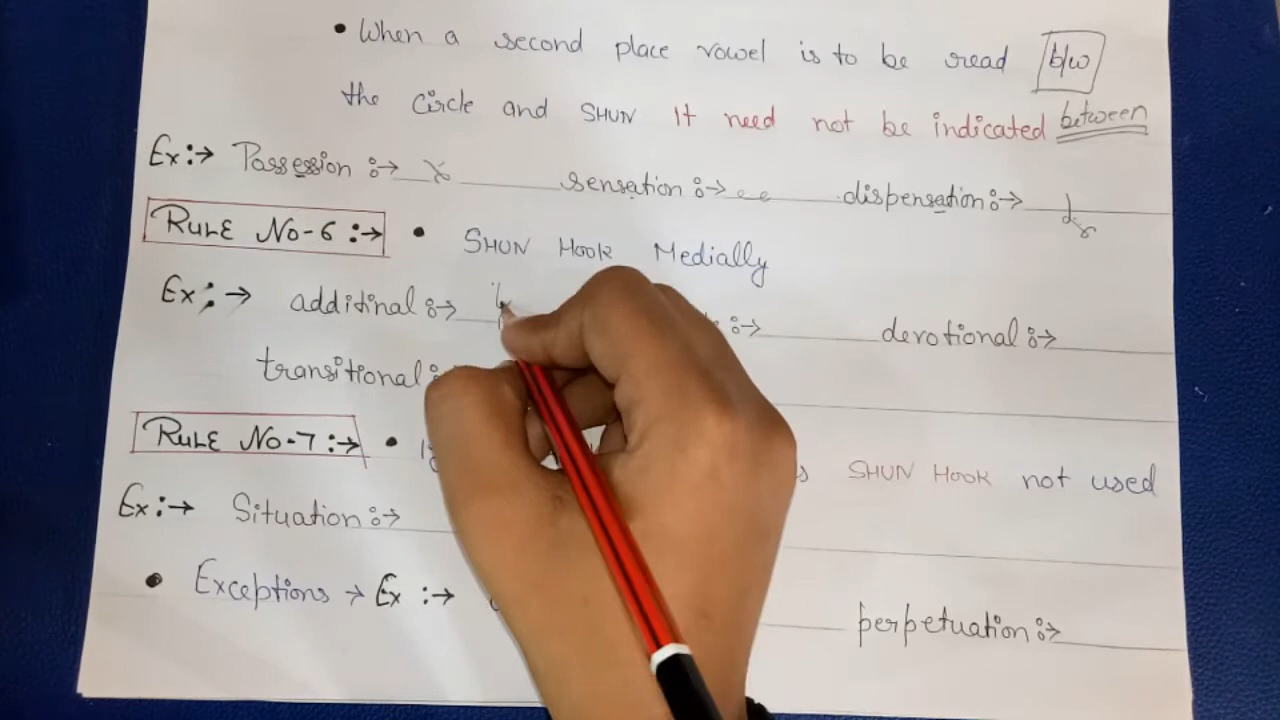 • When a second place vowel is to be read b/w
the circle and SHUN It need not be indicated between
Ex:→ Possession :→ sensation :→ dispensation :→
RULE NO-6 :→ • SHUN Hook Medially
Ex:→ additinal :→ :→ devotional :→
transitional
RULE NO-7 :→ • SHUN HOOK not used
Ex:→ Situation :→
• Exceptions → Ex :→ perpetuation :→